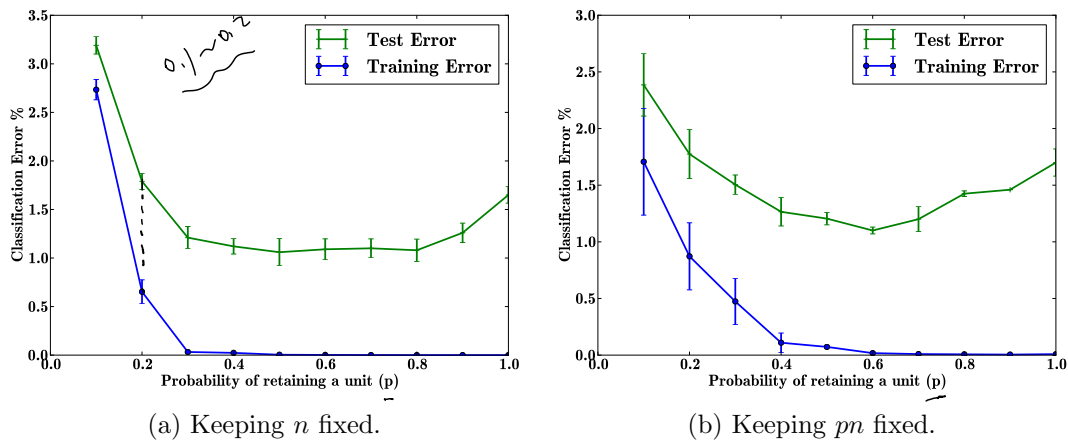 0.1~0.2
3.5
3.0
2.5
2.0
1.5
1.0
0.5
0.0
0.0 0.2 0.4 0.6 0.8 1.0
Classification Error %
Probability of retaining a unit (p)
Test Error
Training Error
(a) Keeping n fixed.
3.0
2.5
2.0
1.5
1.0
0.5
0.0
0.0 0.2 0.4 0.6 0.8 1.0
Classification Error %
Probability of retaining a unit (p)
Test Error
Training Error
(b) Keeping pn fixed.